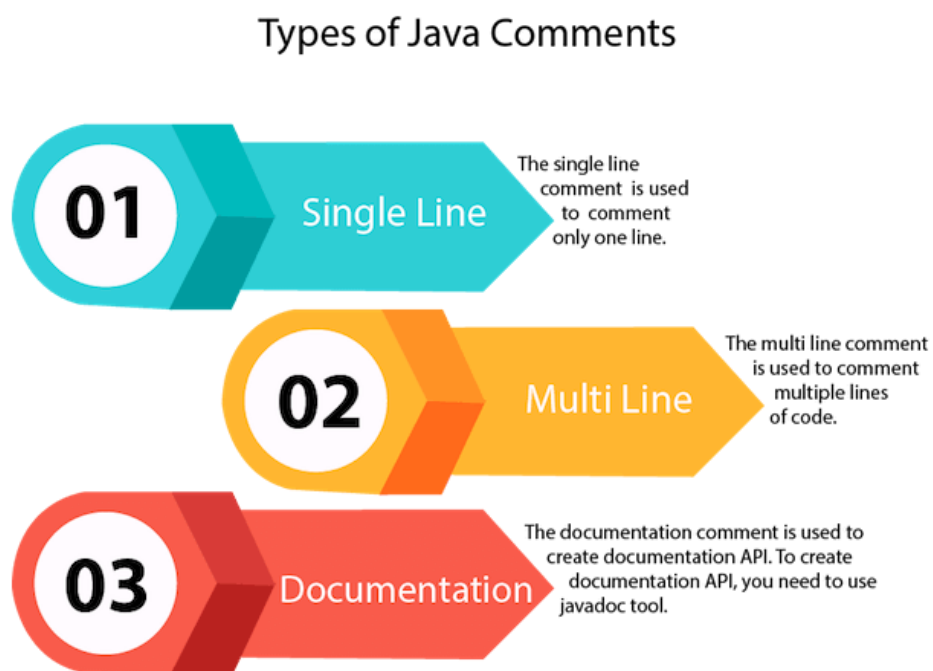 Types of Java Comments
01
Single Line
The single line
comment is used
to comment
only one line.
02
Multi Line
The multi line comment
is used to comment
multiple lines
of code.
03
Documentation
The documentation comment is used to
create documentation API. To create
documentation API, you need to use
javadoc tool.